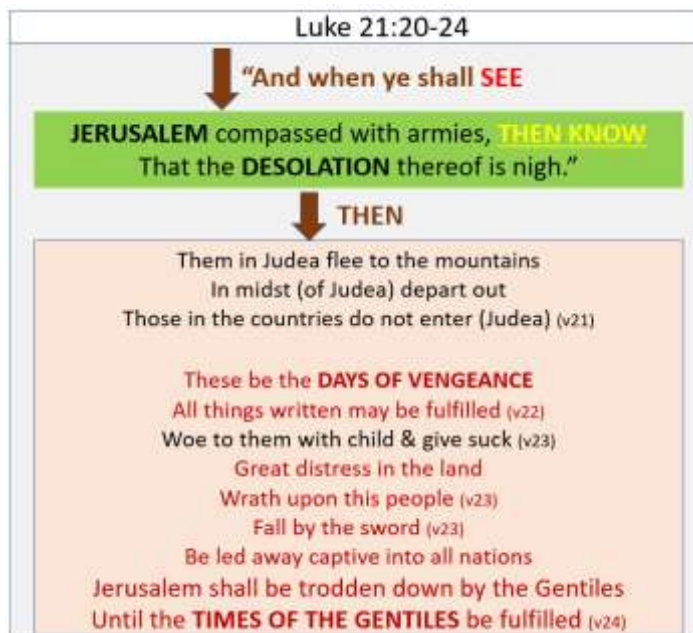 Luke 21:20-24
“And when ye shall SEE
JERUSALEM compassed with armies, THEN KNOW
That the DESOLATION thereof is nigh.”
THEN
Them in Judea flee to the mountains
In midst (of Judea) depart out
Those in the countries do not enter (Judea) (v21)
These be the DAYS OF VENGEANCE
All things written may be fulfilled (v22)
Woe to them with child & give suck (v23)
Great distress in the land
Wrath upon this people (v23)
Fall by the sword (v23)
Be led away captive into all nations
Jerusalem shall be trodden down by the Gentiles
Until the TIMES OF THE GENTILES be fulfilled (v24)